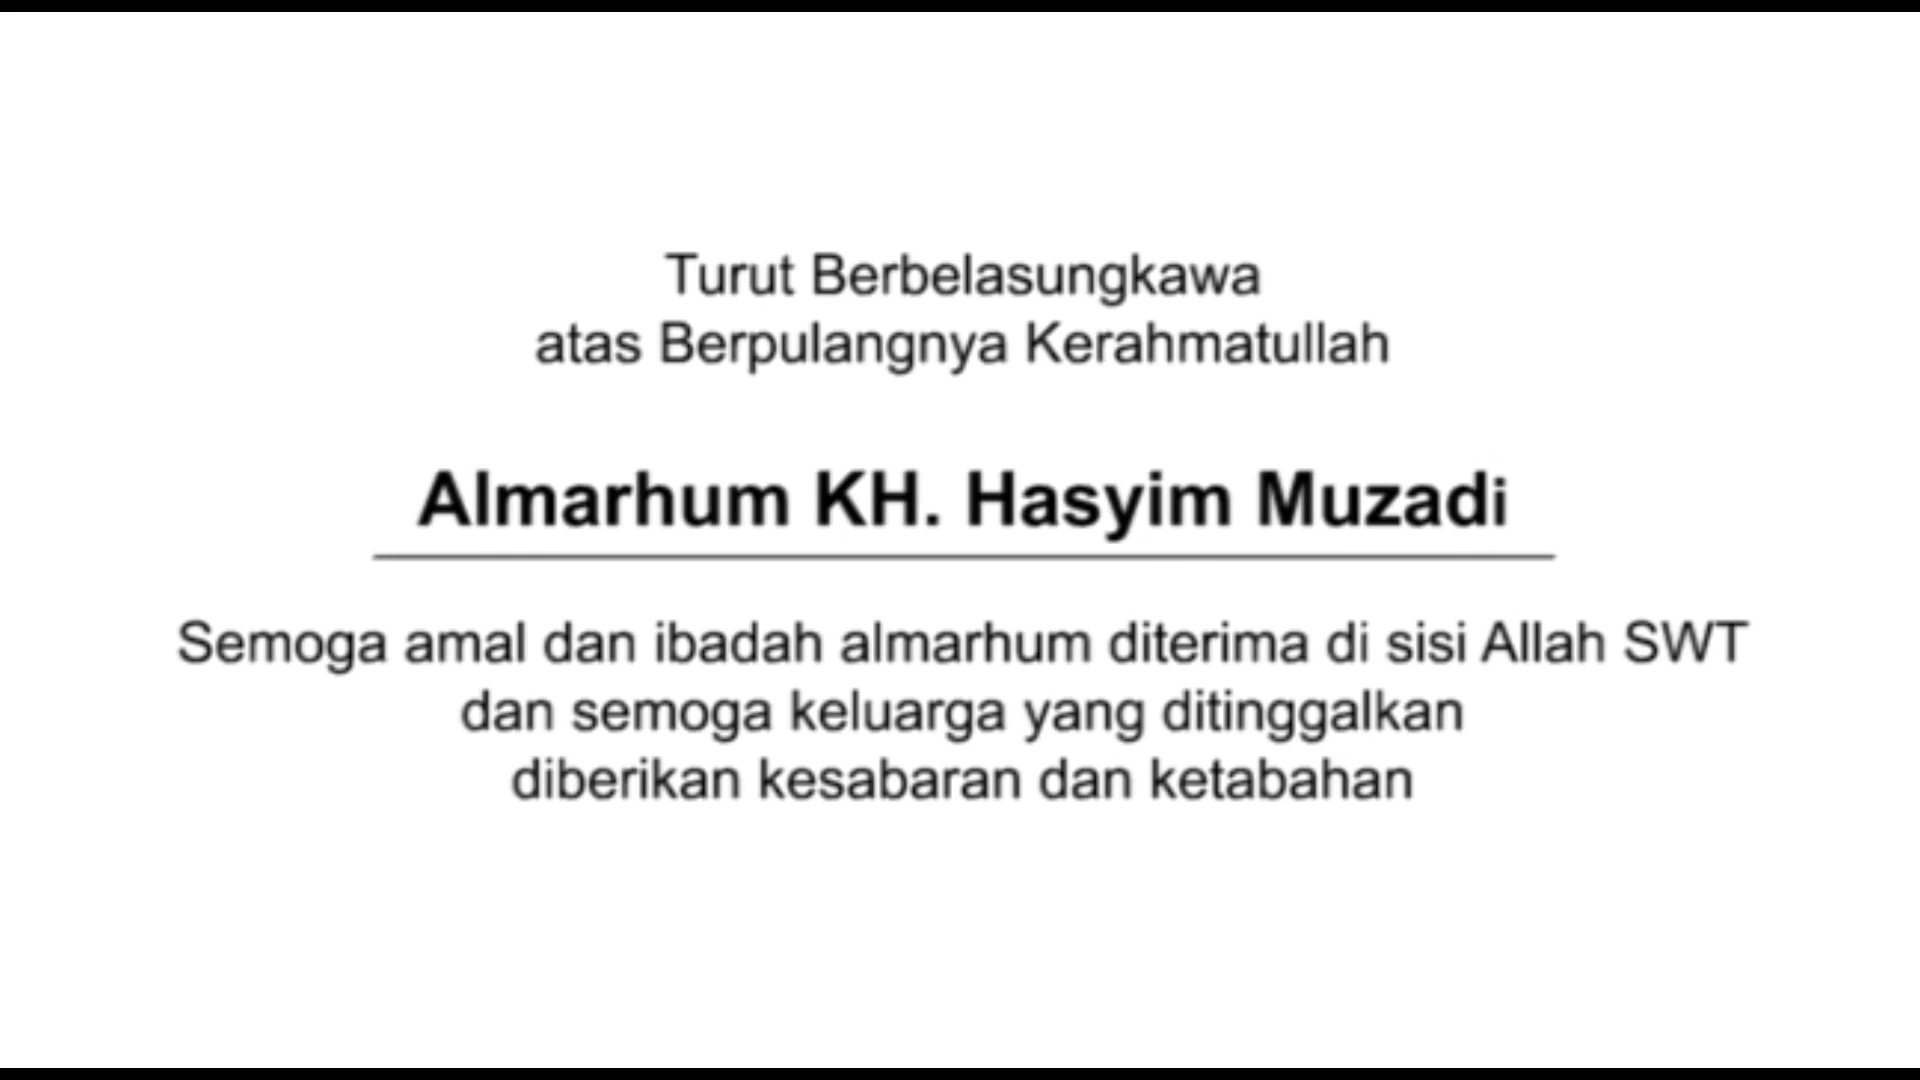 Turut Berbelasungkawa
atas Berpulangnya Kerahmatullah
Almarhum KH. Hasyim Muzadi
Semoga amal dan ibadah almarhum diterima di sisi Allah SWT
dan semoga keluarga yang ditinggalkan
diberikan kesabaran dan ketabahan